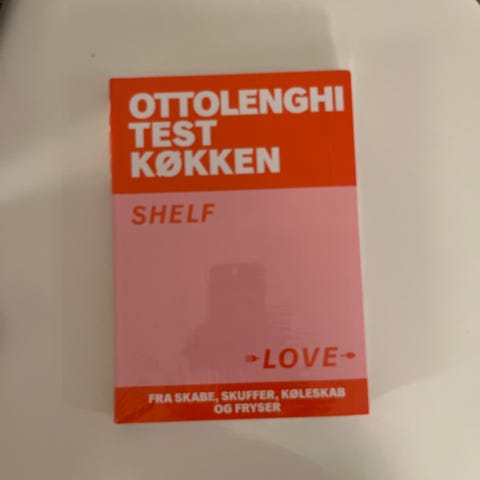 OTTOLENGHI
TEST
KØKKEN
SHELF
LOVE
FRA SKABE, SKUFFER, KØLESKAB
OG FRYSER